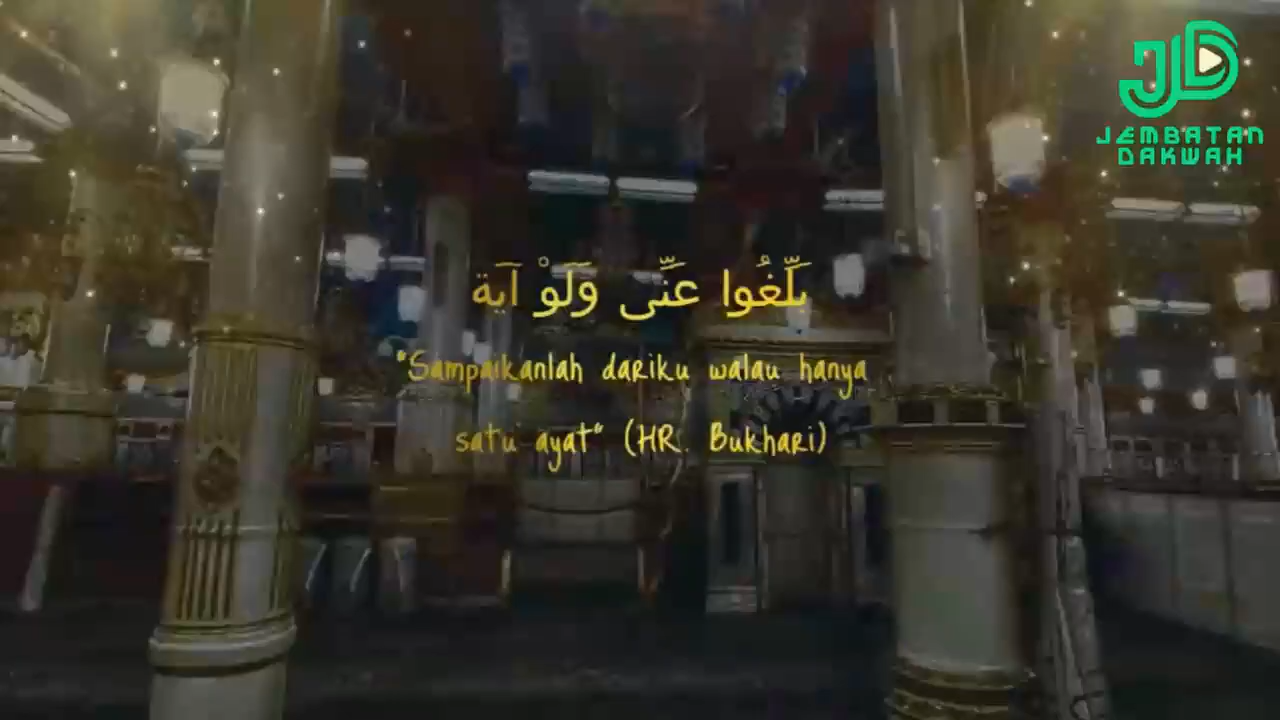 JEMBATAN
DAKWAH
بَلِّغُوا عَنِّى وَلَوْ آيَة
"Sampaikanlah dariku walau hanya
satu ayat" (HR. Bukhari)